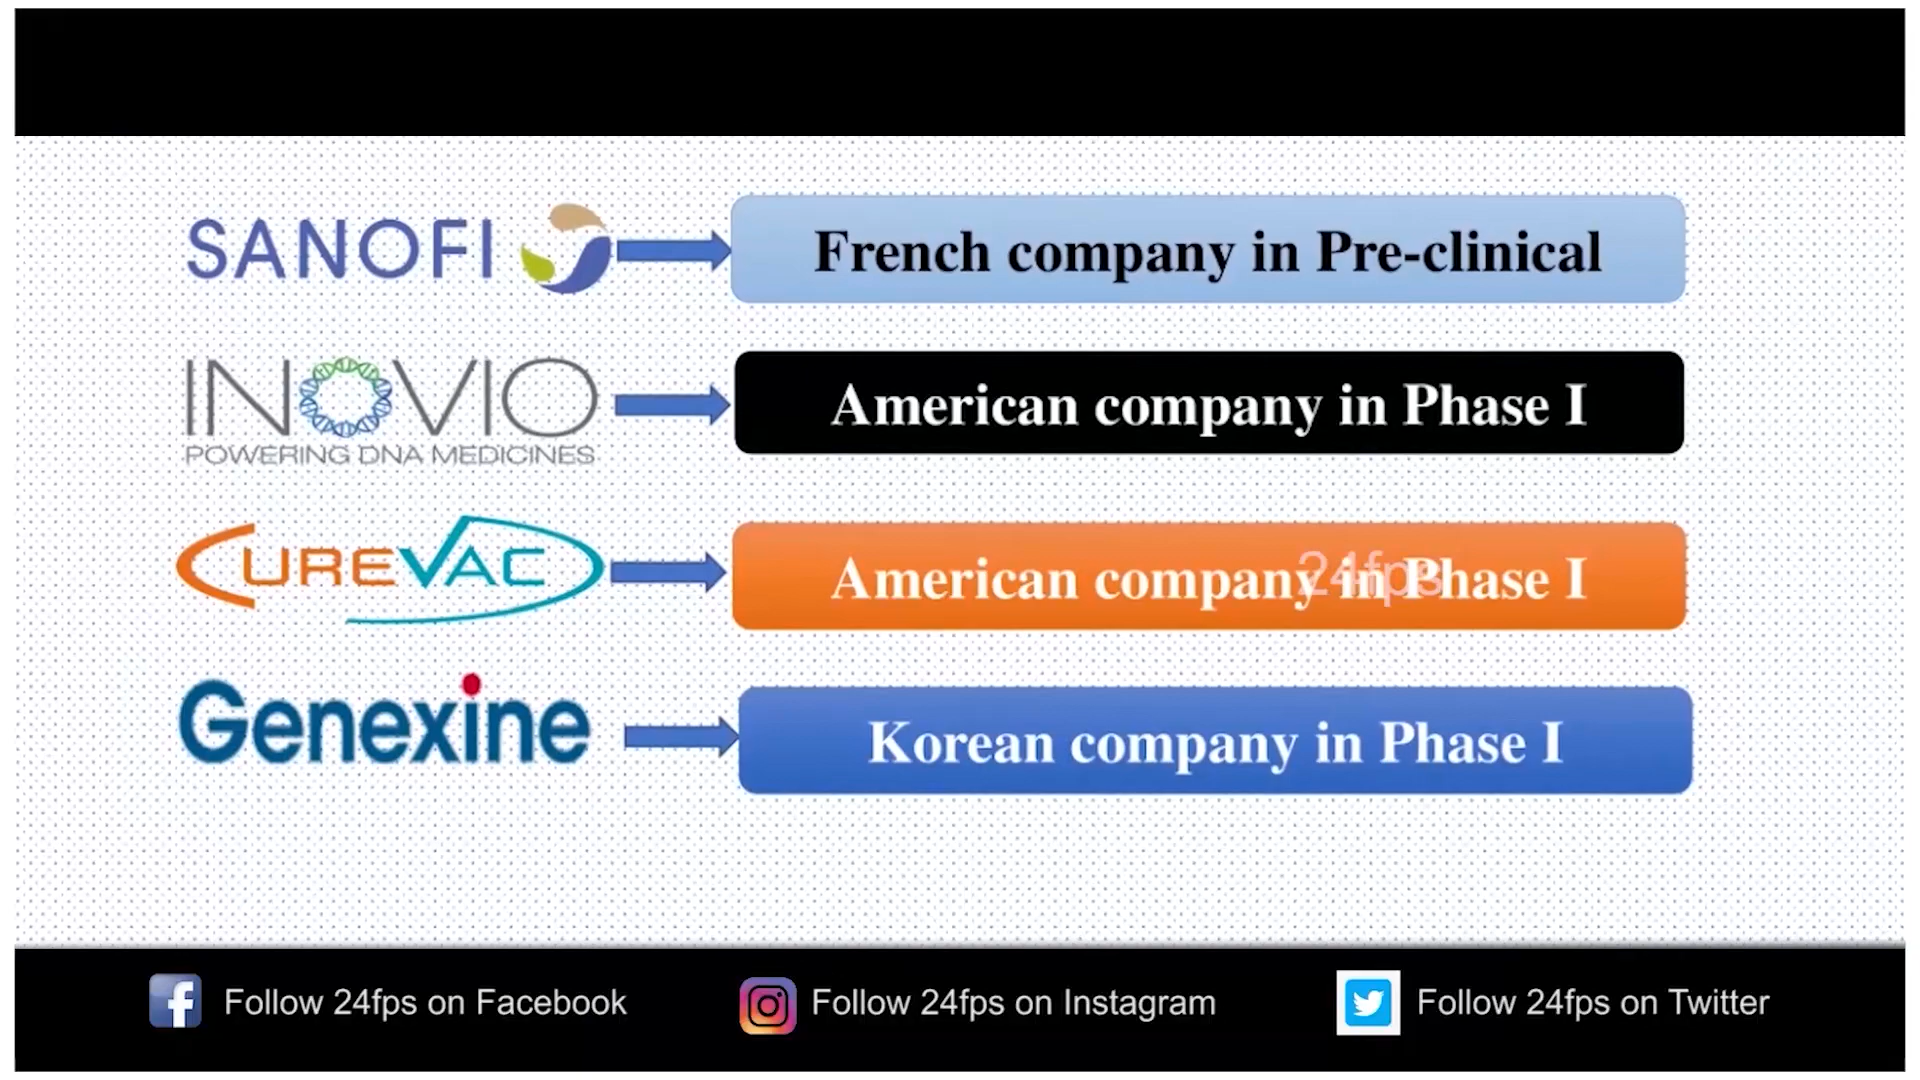 SANOFI
French company in Pre-clinical
INOVIO
POWERING DNA MEDICINES
American company in Phase I
CUREVAC
American company in Phase I
24fps
Genexine
Korean company in Phase I
Follow 24fps on Facebook
Follow 24fps on Instagram
Follow 24fps on Twitter